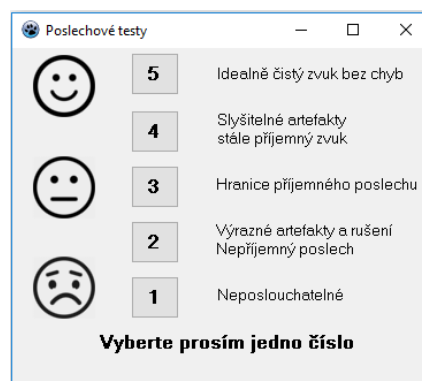 Poslechové testy
5 Idealně čistý zvuk bez chyb
4 Slyšitelné artefakty
stále příjemný zvuk
3 Hranice příjemného poslechu
2 Výrazné artefakty a rušení
Nepříjemný poslech
1 Neposlouchatelné
Vyberte prosím jedno číslo